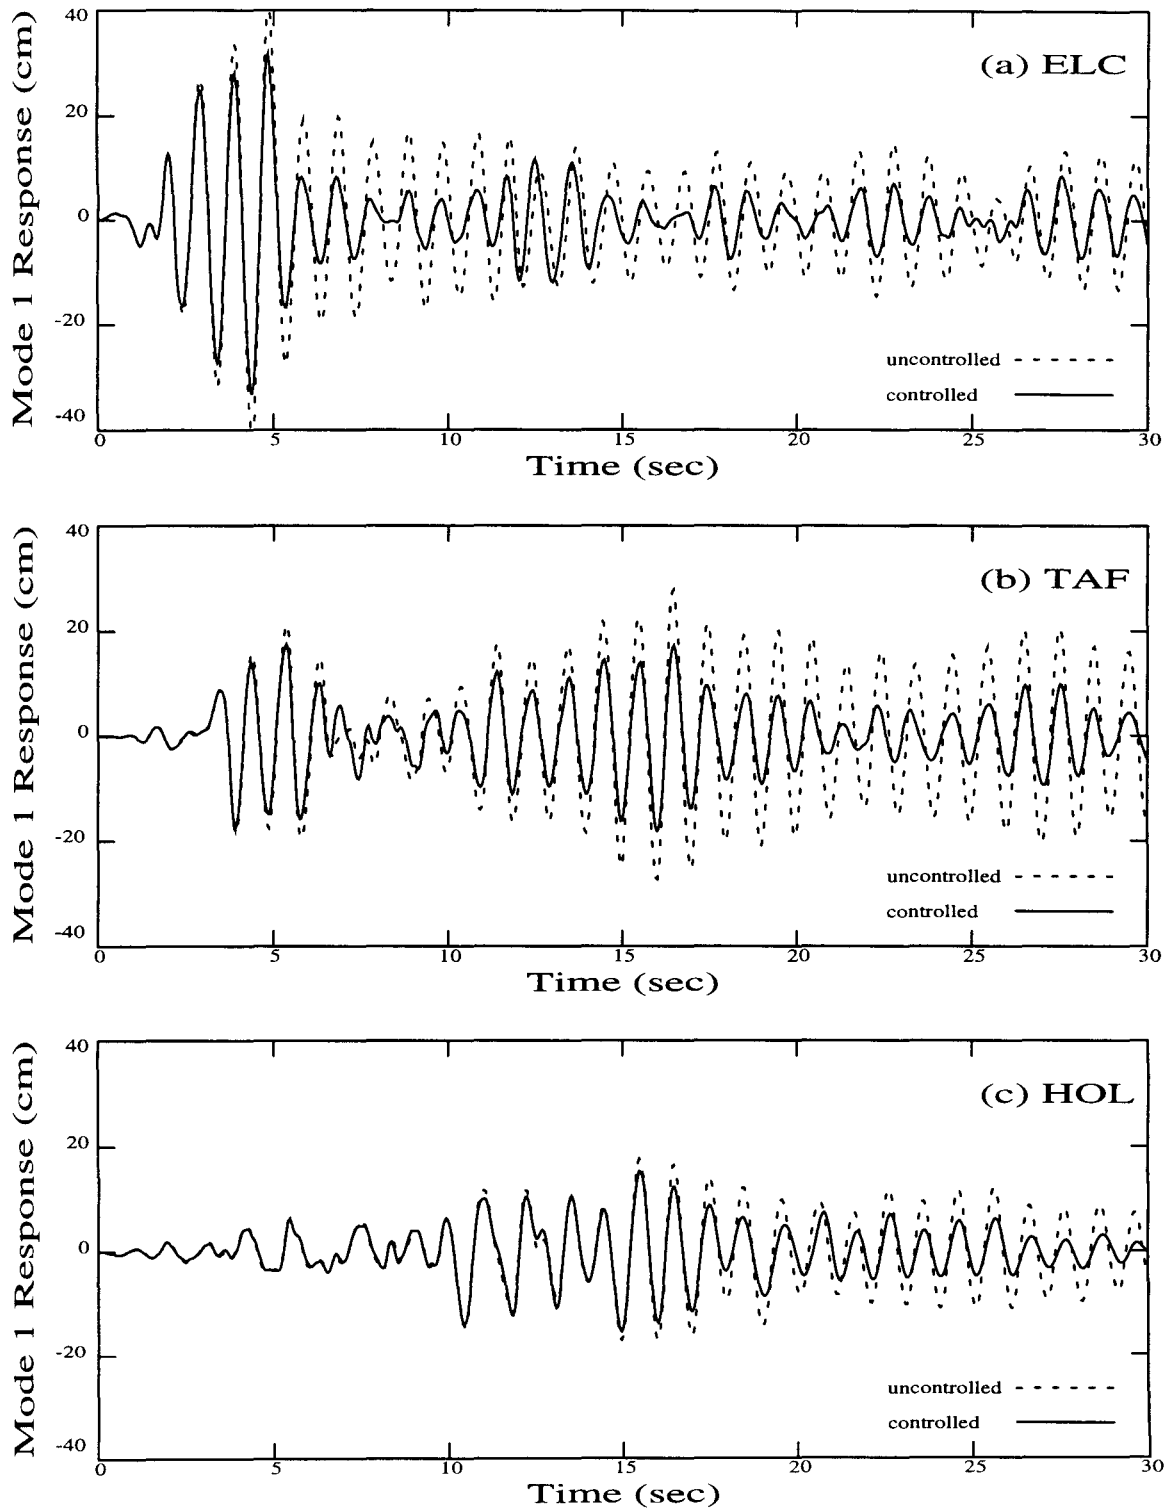 Mode 1 Response (cm)
40
20
0
-20
-40
(a) ELC
uncontrolled
controlled
0 5 10 15 20 25 30
Time (sec)
Mode 1 Response (cm)
40
20
0
-20
-40
(b) TAF
uncontrolled
controlled
0 5 10 15 20 25 30
Time (sec)
Mode 1 Response (cm)
40
20
0
-20
-40
(c) HOL
uncontrolled
controlled
0 5 10 15 20 25 30
Time (sec)